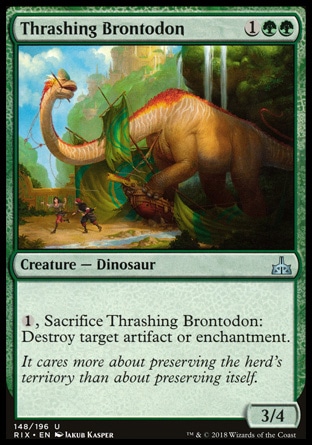 Thrashing Brontodon 1
Creature — Dinosaur
1, Sacrifice Thrashing Brontodon:
Destroy target artifact or enchantment.
It cares more about preserving the herd's
territory than about preserving itself.
3/4
148/196 U
RIX • EN Jakub Kasper ™ & © 2018 Wizards of the Coast